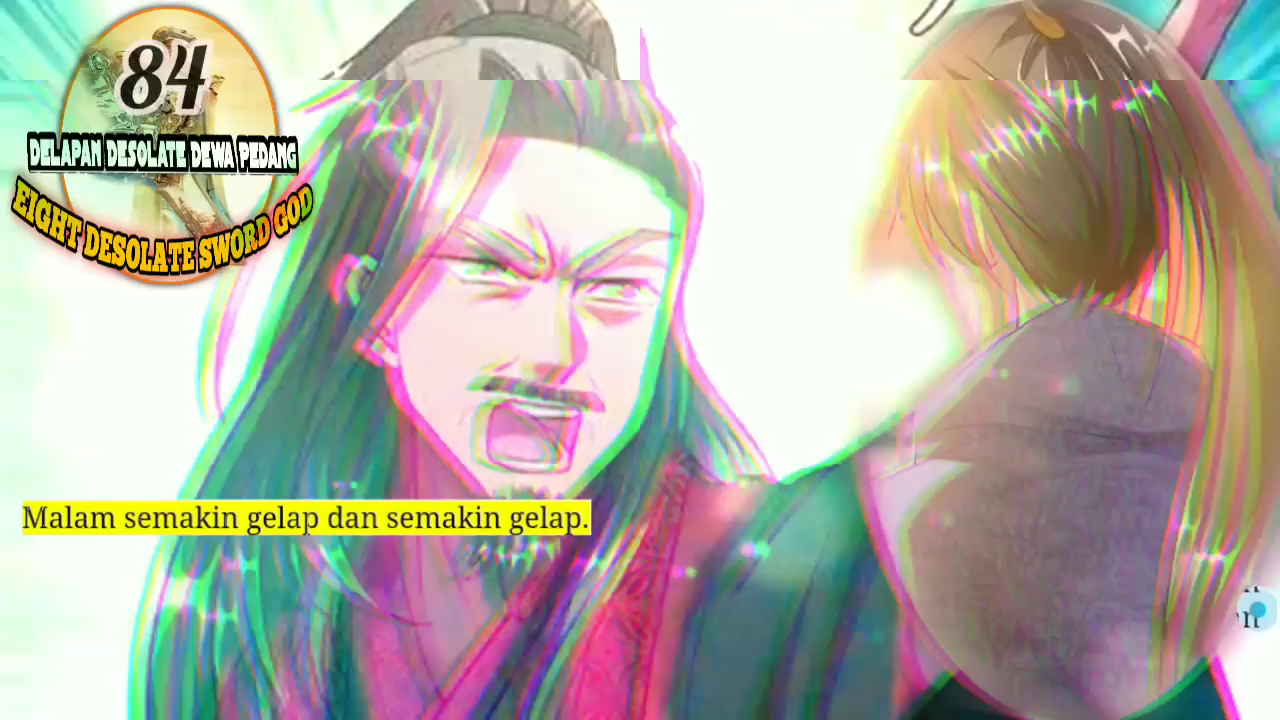 84
DELAPAN DESOLATE DEWA PEDANG
EIGHT DESOLATE SWORD GOD
Malam semakin gelap dan semakin gelap.